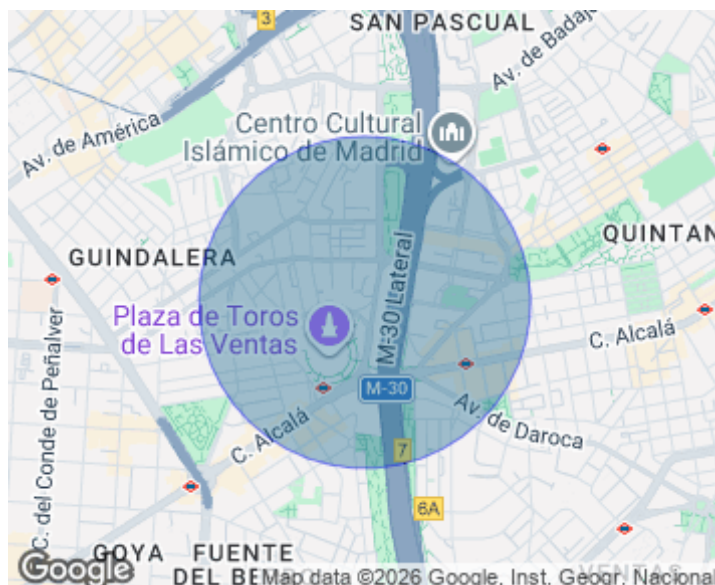 SAN PASCUAL
3
Av. de Badajo
Av. de América
Centro Cultural
Islámico de Madrid
GUINDALERA
QUINTAN
M-30 Lateral
Plaza de Toros
de Las Ventas
C. Alcalá
C. del Conde de Peñalver
M-30
Av. de Daroca
C. Alcalá
7
6A
GOYA
FUENTE
DEL BE
VENTAS
Google
Map data ©2026 Google, Inst. Geogr. Nacional